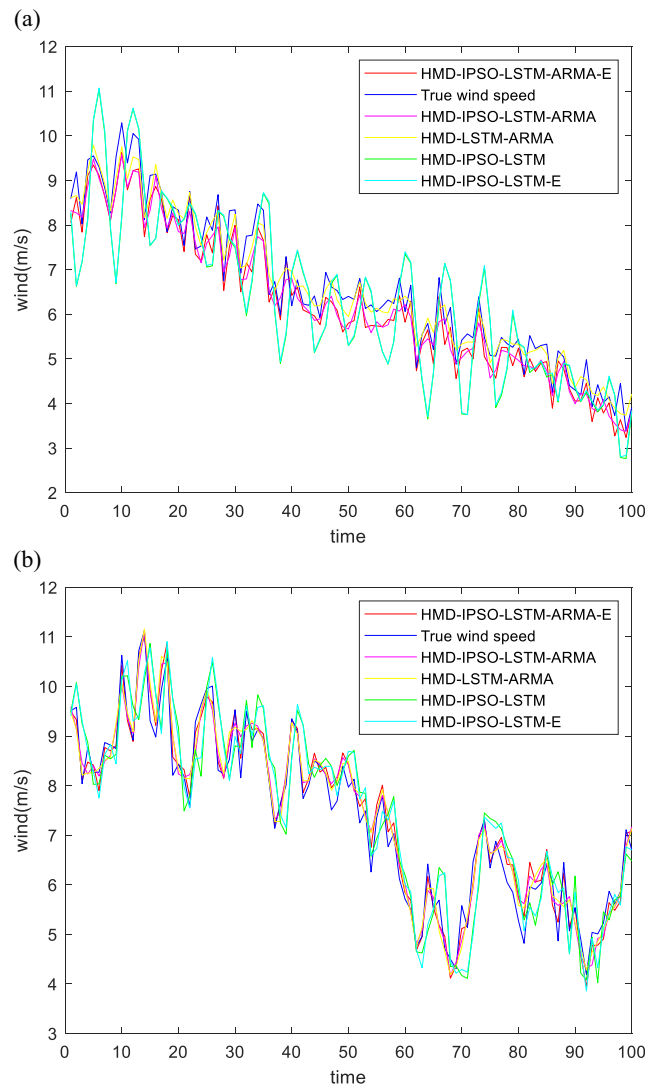 (a)
12
11
10
9
8
7
6
5
4
3
2
wind(m/s)
HMD-IPSO-LSTM-ARMA-E
True wind speed
HMD-IPSO-LSTM-ARMA
HMD-LSTM-ARMA
HMD-IPSO-LSTM
HMD-IPSO-LSTM-E
0 10 20 30 40 50 60 70 80 90 100
time
(b)
12
11
10
9
8
7
6
5
4
3
wind(m/s)
HMD-IPSO-LSTM-ARMA-E
True wind speed
HMD-IPSO-LSTM-ARMA
HMD-LSTM-ARMA
HMD-IPSO-LSTM
HMD-IPSO-LSTM-E
0 10 20 30 40 50 60 70 80 90 100
time